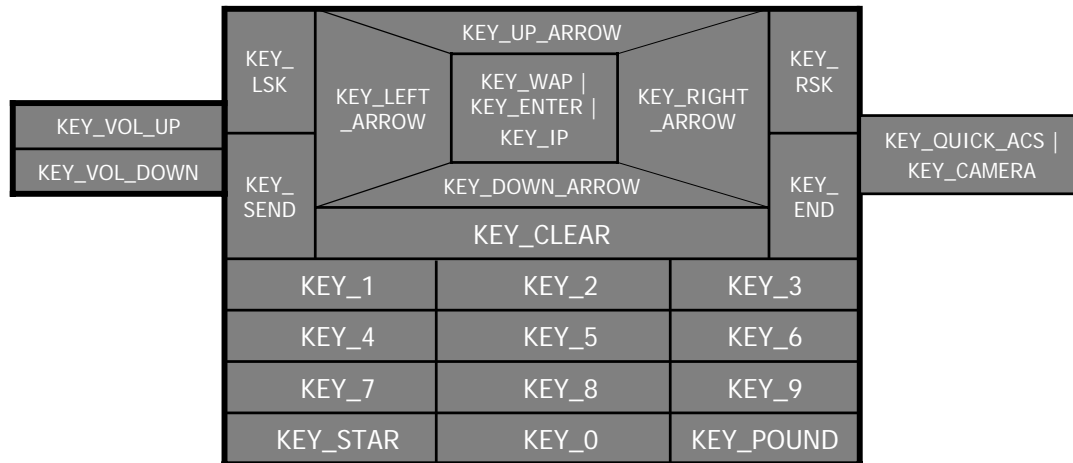 KEY_UP_ARROW
KEY_
LSK
KEY_LEFT
_ARROW
KEY_WAP |
KEY_ENTER |
KEY_IP
KEY_RIGHT
_ARROW
KEY_
RSK
KEY_VOL_UP
KEY_VOL_DOWN
KEY_QUICK_ACS |
KEY_CAMERA
KEY_
SEND
KEY_DOWN_ARROW
KEY_
END
KEY_CLEAR
KEY_1
KEY_2
KEY_3
KEY_4
KEY_5
KEY_6
KEY_7
KEY_8
KEY_9
KEY_STAR
KEY_0
KEY_POUND